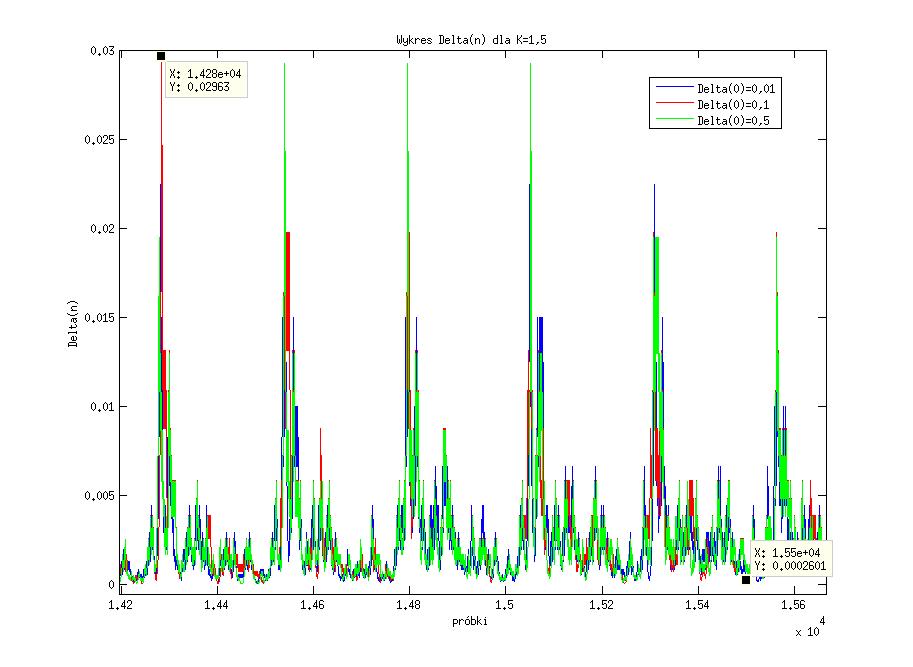 Wykres Delta(n) dla K=1,5
0.03
0.025
0.02
0.015
0.01
0.005
0
Delta(n)
X: 1.428e+04
Y: 0.02963
Delta(0)=0,01
Delta(0)=0,1
Delta(0)=0,5
X: 1.55e+04
Y: 0.0002601
1.42 1.44 1.46 1.48 1.5 1.52 1.54 1.56
x 10 4
próbki